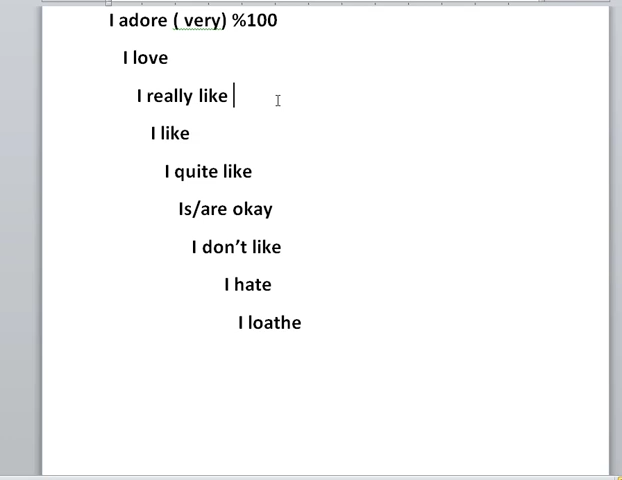 I adore ( very) %100
I love
I really like
I like
I quite like
Is/are okay
I don’t like
I hate
I loathe